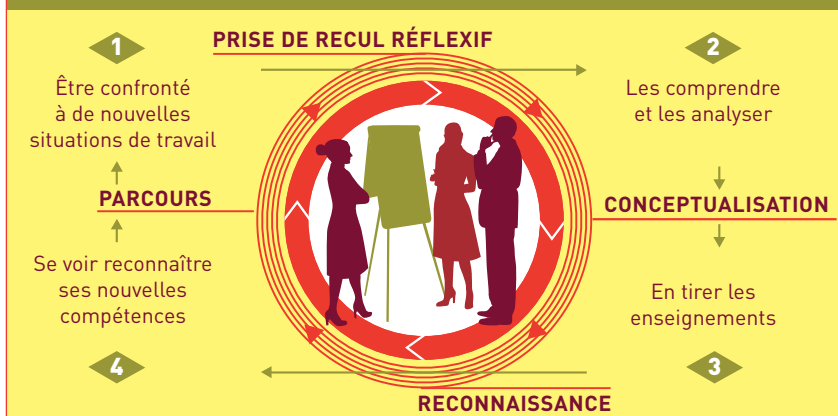 PRISE DE RECUL RÉFLEXIF
1
Être confronté
à de nouvelles
situations de travail
2
Les comprendre
et les analyser
PARCOURS
CONCEPTUALISATION
Se voir reconnaître
ses nouvelles
compétences
4
En tirer les
enseignements
3
RECONNAISSANCE